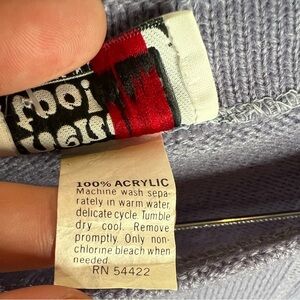 100% ACRYLIC
Machine wash sepa-
rately in warm water,
delicate cycle. Tumble
dry cool. Remove
promptly. Only non-
chlorine bleach when
needed.
RN 54422